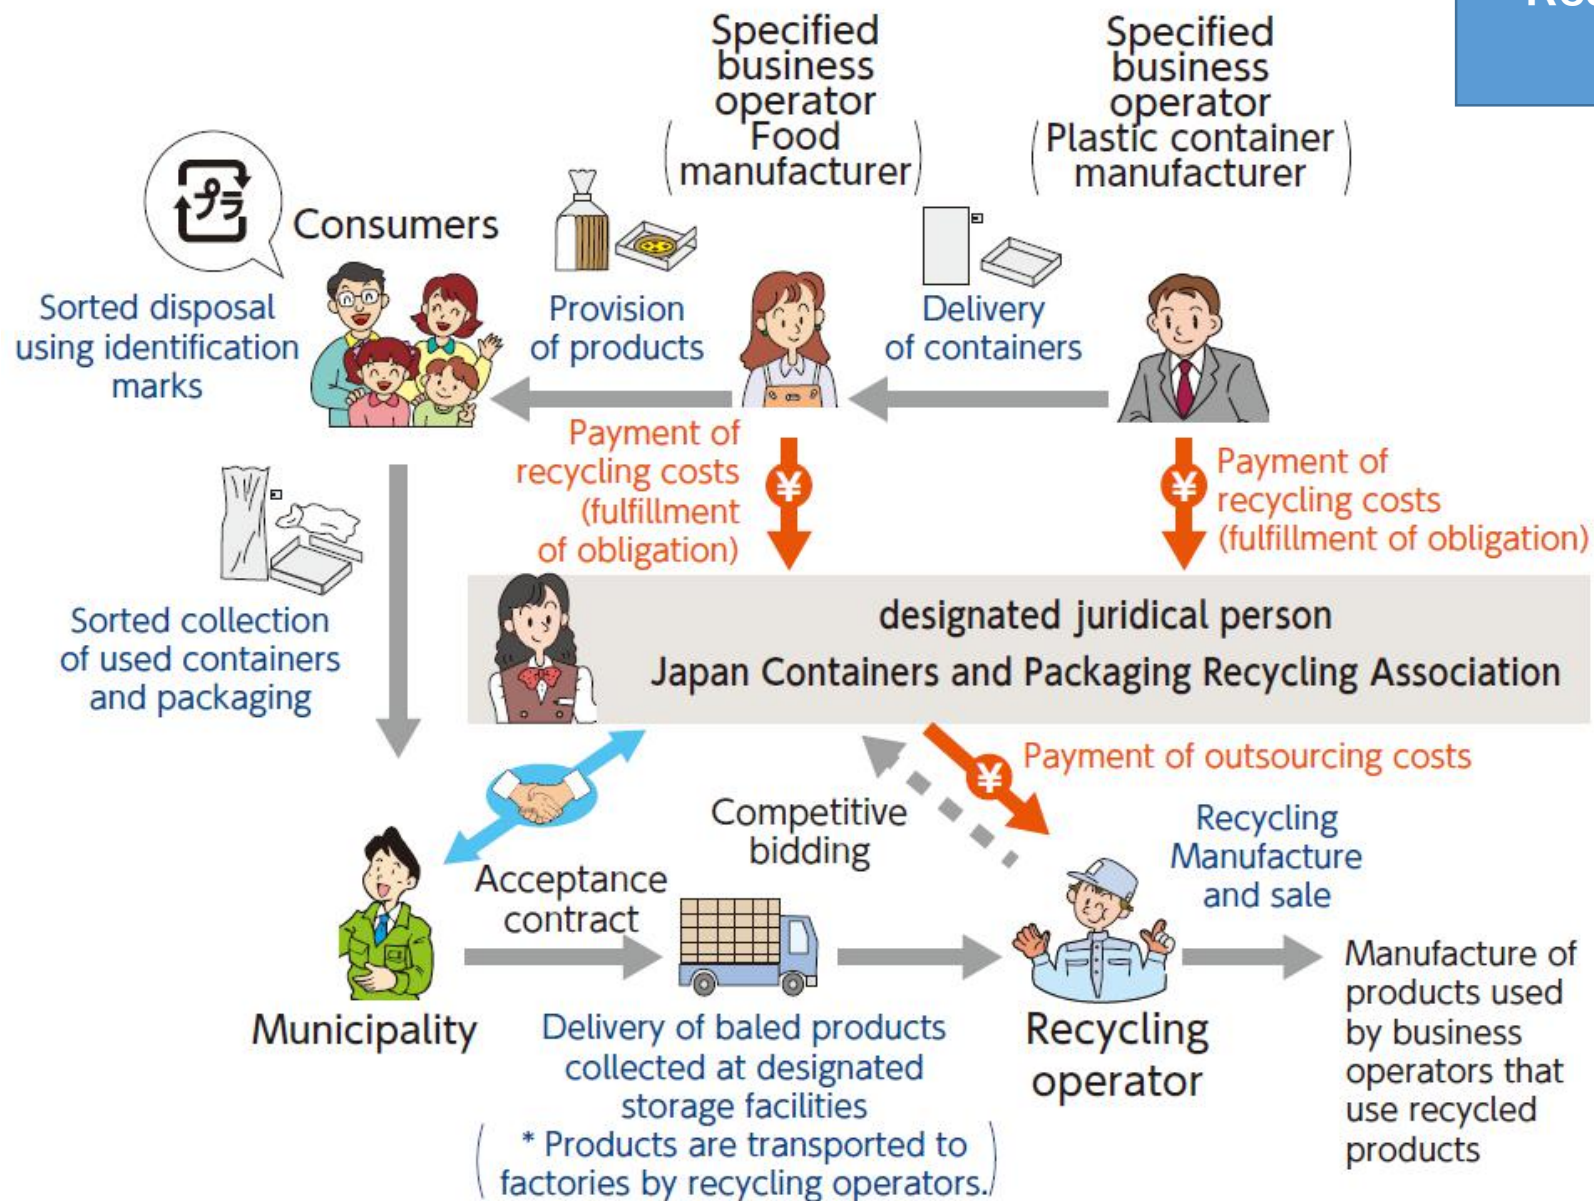 Specified
business
operator
( Food
manufacturer )
Specified
business
operator
( Plastic container
manufacturer )
プラ
Consumers
Sorted disposal
using identification
marks
Provision
of products
Delivery
of containers
Payment of
recycling costs
(fulfillment
of obligation)
¥
¥
Payment of
recycling costs
(fulfillment of obligation)
Sorted collection
of used containers
and packaging
designated juridical person
Japan Containers and Packaging Recycling Association
¥
Payment of outsourcing costs
Competitive
bidding
Acceptance
contract
Recycling
Manufacture
and sale
Municipality
Delivery of baled products
collected at designated
storage facilities
( * Products are transported to
factories by recycling operators. )
Recycling
operator
Manufacture of
products used
by business
operators that
use recycled
products